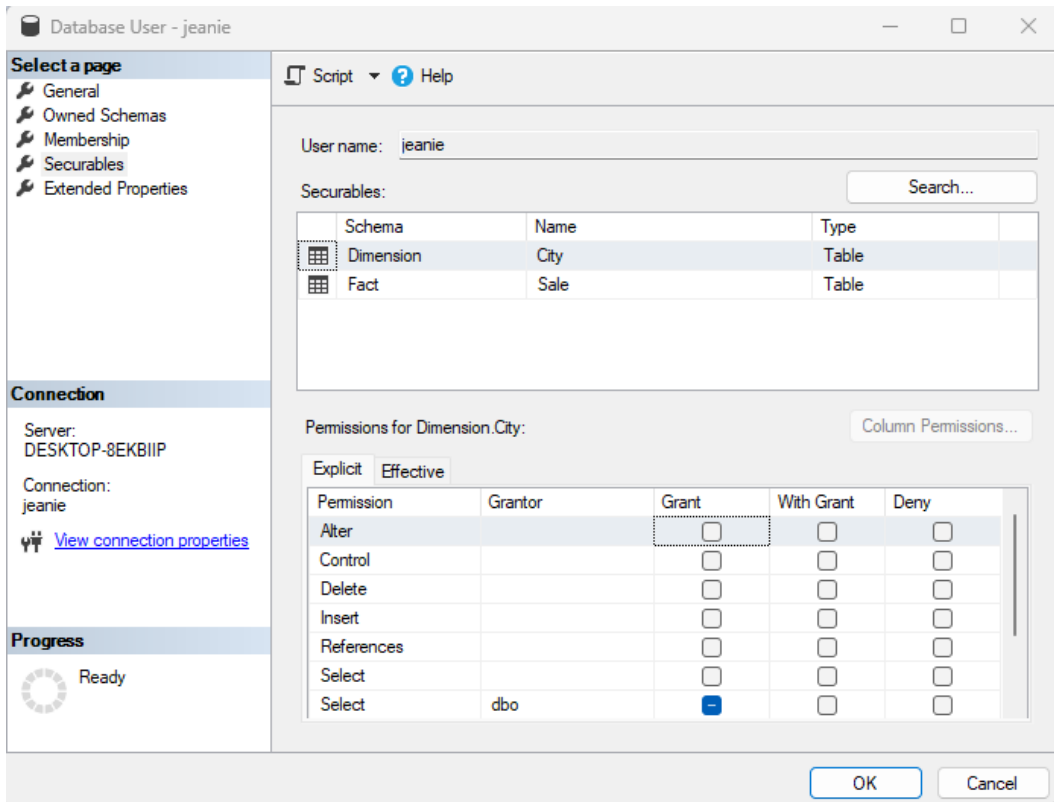 Database User - jeanie
Select a page
General
Owned Schemas
Membership
Securables
Extended Properties
Connection
Server:
DESKTOP-8EKBIIP
Connection:
jeanie
View connection properties
Progress
Ready
Script Help
User name: jeanie
Securables: Search...
Schema Name Type
Dimension City Table
Fact Sale Table
Permissions for Dimension.City: Column Permissions...
Explicit Effective
Permission Grantor Grant With Grant Deny
Alter
Control
Delete
Insert
References
Select
Select dbo
OK Cancel